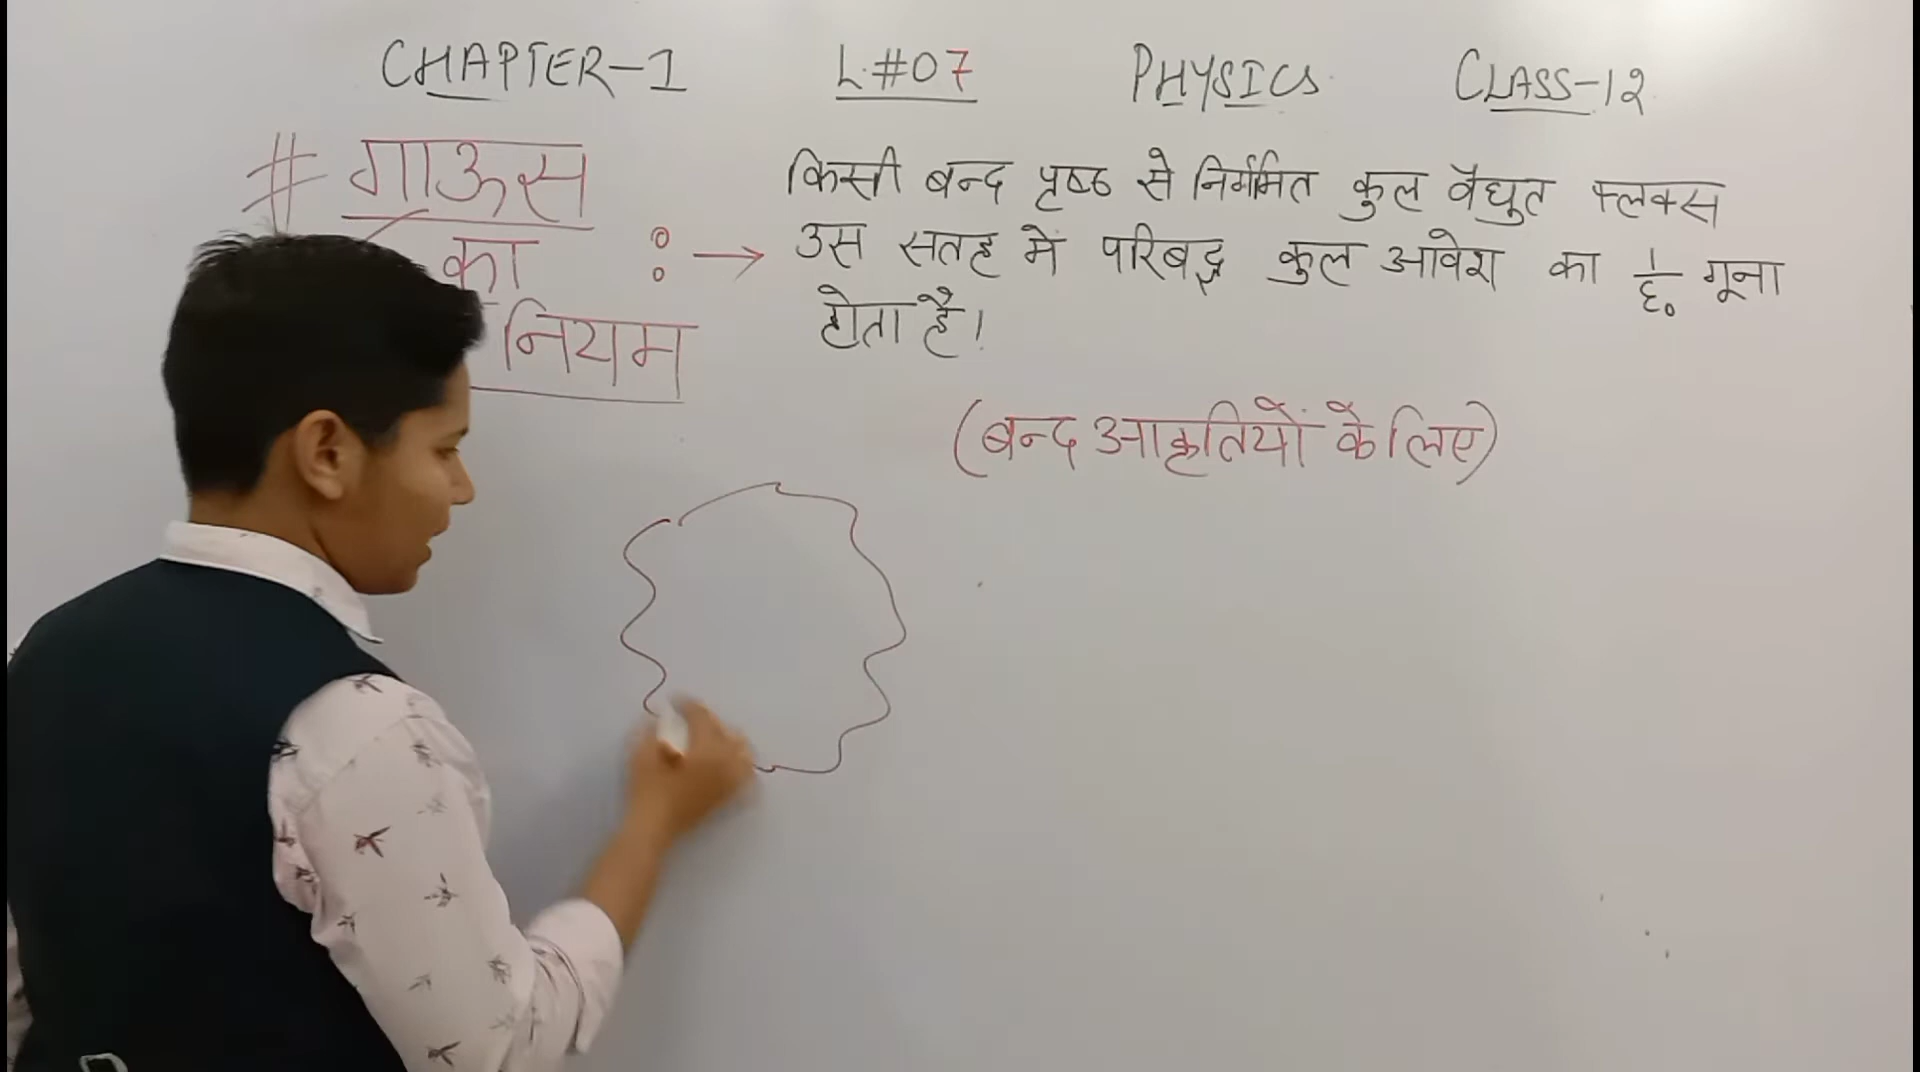 CHAPTER-1 L.#07 PHYSICS CLASS-12
# गाऊस
का
नियम
:→ किसी बन्द पृष्ठ से निर्गमित कुल वैद्युत फ्लक्स
उस सतह में परिबद्ध कुल आवेश का 1/ε₀ गूना
होता है।
(बन्द आकृतियों के लिए)